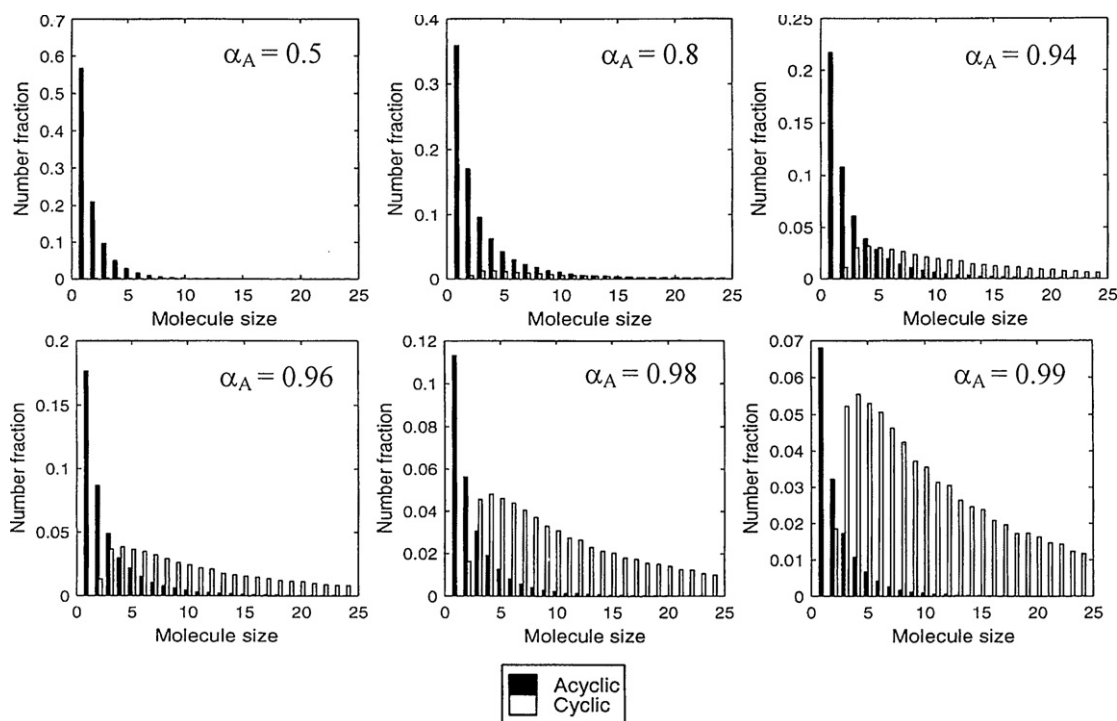 0.7
0.6
0.5
0.4
0.3
0.2
0.1
0
0 5 10 15 20 25
Number fraction
Molecule size
αA = 0.5
0.4
0.3
0.2
0.1
0
0 5 10 15 20 25
Number fraction
Molecule size
αA = 0.8
0.25
0.2
0.15
0.1
0.05
0
0 5 10 15 20 25
Number fraction
Molecule size
αA = 0.94
0.2
0.15
0.1
0.05
0
0 5 10 15 20 25
Number fraction
Molecule size
αA = 0.96
0.12
0.1
0.08
0.06
0.04
0.02
0
0 5 10 15 20 25
Number fraction
Molecule size
αA = 0.98
0.07
0.06
0.05
0.04
0.03
0.02
0.01
0
0 5 10 15 20 25
Number fraction
Molecule size
αA = 0.99
Acyclic
Cyclic